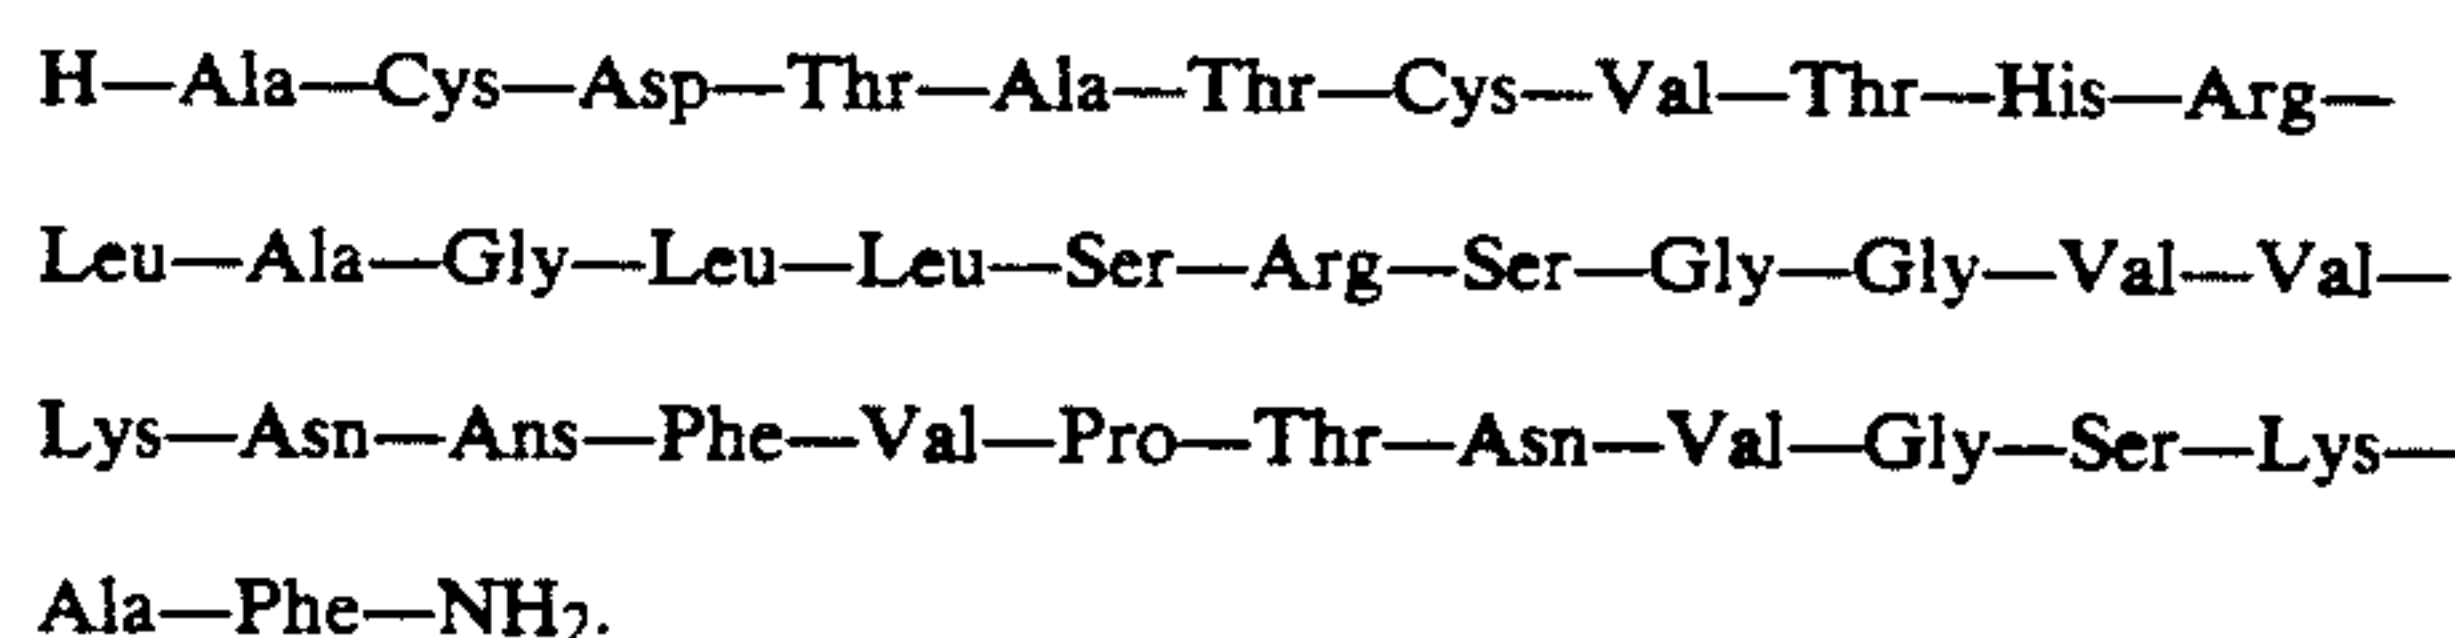 H—Ala—Cys—Asp—Thr—Ala—Thr—Cys—Val—Thr—His—Arg—
Leu—Ala—Gly—Leu—Leu—Ser—Arg—Ser—Gly—Gly—Val—Val—
Lys—Asn—Ans—Phe—Val—Pro—Thr—Asn—Val—Gly—Ser—Lys—
Ala—Phe—NH₂.